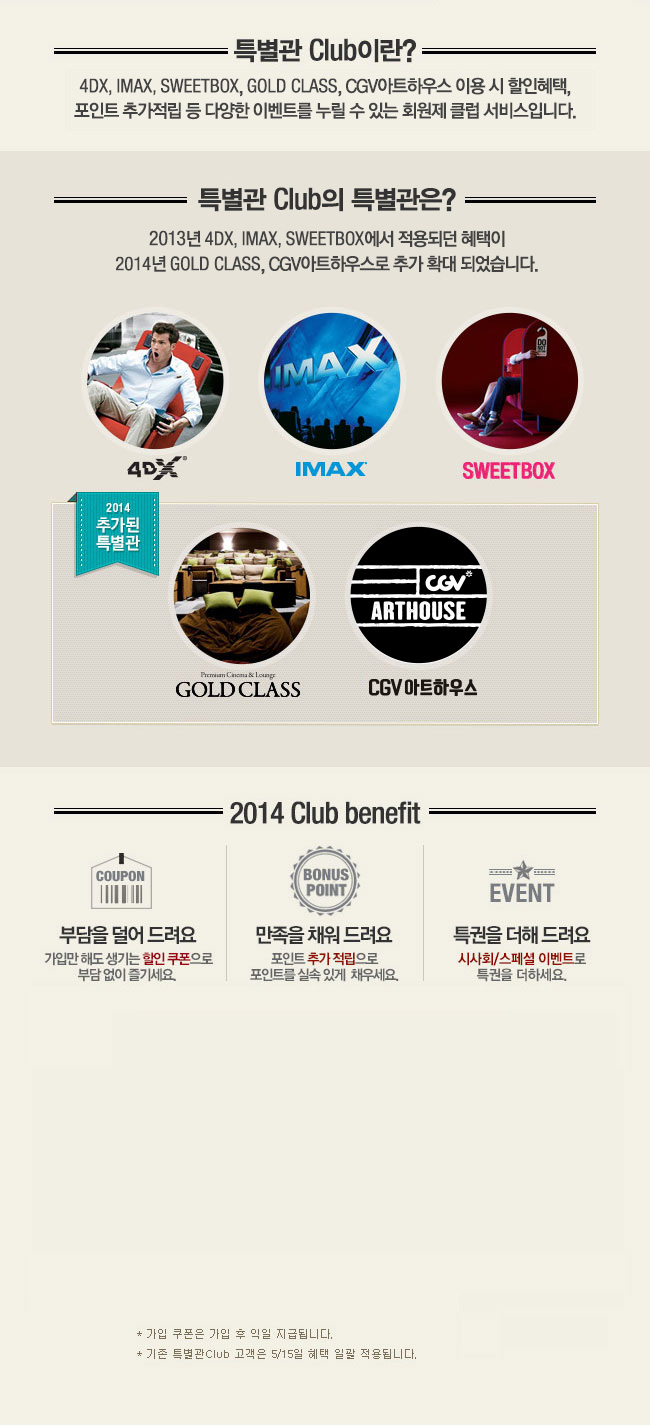 특별관 Club이란?
4DX, IMAX, SWEETBOX, GOLD CLASS, CGV아트하우스 이용 시 할인혜택,
포인트 추가적립 등 다양한 이벤트를 누릴 수 있는 회원제 클럽 서비스입니다.
특별관 Club의 특별관은?
2013년 4DX, IMAX, SWEETBOX에서 적용되던 혜택이
2014년 GOLD CLASS, CGV아트하우스로 추가 확대 되었습니다.
IMAX
DO NOT
4DX®
IMAX®
SWEETBOX
2014
추가된
특별관
CGV*
ARTHOUSE
Premium Cinema & Lounge
GOLD CLASS
CGV아트하우스
2014 Club benefit
COUPON
부담을 덜어 드려요
가입만 해도 생기는 할인 쿠폰으로
부담 없이 즐기세요.
BONUS
POINT
만족을 채워 드려요
포인트 추가 적립으로
포인트를 실속 있게 채우세요.
EVENT
특권을 더해 드려요
시사회/스페셜 이벤트로
특권을 더하세요.
* 가입 쿠폰은 가입 후 익일 지급됩니다.
* 기존 특별관Club 고객은 5/15일 혜택 일괄 적용됩니다.